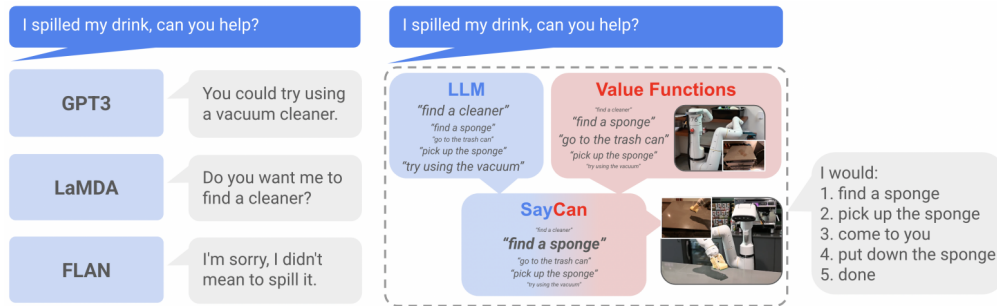 I spilled my drink, can you help?
GPT3
You could try using
a vacuum cleaner.
LaMDA
Do you want me to
find a cleaner?
FLAN
I'm sorry, I didn't
mean to spill it.
I spilled my drink, can you help?
LLM
“find a cleaner”
“find a sponge”
“go to the trash can”
“pick up the sponge”
“try using the vacuum”
Value Functions
“find a cleaner”
“find a sponge”
“go to the trash can”
“pick up the sponge”
“try using the vacuum”
SayCan
“find a cleaner”
“find a sponge”
“go to the trash can”
“pick up the sponge”
“try using the vacuum”
I would:
1. find a sponge
2. pick up the sponge
3. come to you
4. put down the sponge
5. done